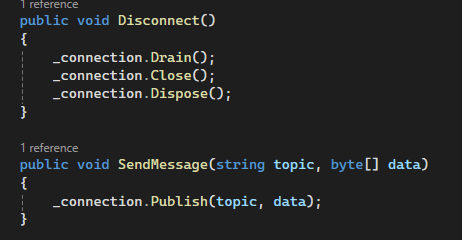 1 reference
public void Disconnect()
{
    _connection.Drain();
    _connection.Close();
    _connection.Dispose();
}
1 reference
public void SendMessage(string topic, byte[] data)
{
    _connection.Publish(topic, data);
}